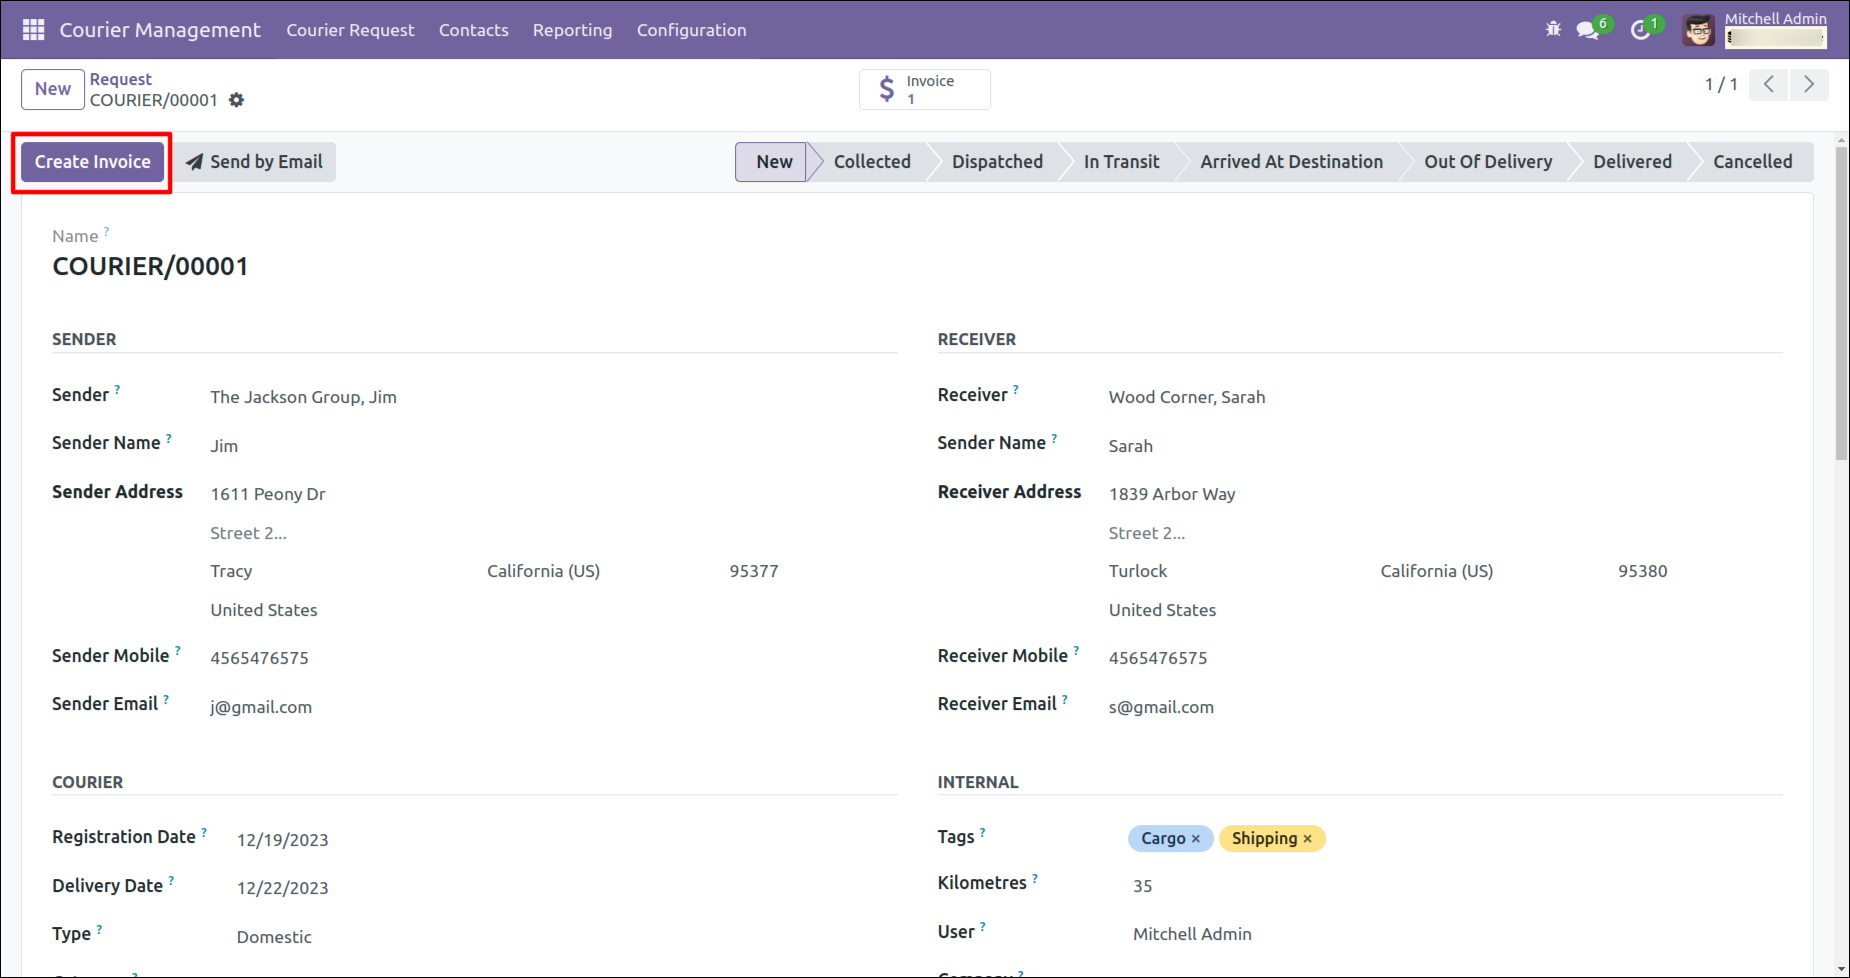 Courier Management Courier Request Contacts Reporting Configuration 6 1 Mitchell Admin
New Request
COURIER/00001
Invoice
1
1 / 1
Create Invoice Send by Email New Collected Dispatched In Transit Arrived At Destination Out Of Delivery Delivered Cancelled
Name ?
COURIER/00001
SENDER
Sender ? The Jackson Group, Jim
Sender Name ? Jim
Sender Address 1611 Peony Dr
Street 2...
Tracy California (US) 95377
United States
Sender Mobile ? 4565476575
Sender Email ? j@gmail.com
RECEIVER
Receiver ? Wood Corner, Sarah
Sender Name ? Sarah
Receiver Address 1839 Arbor Way
Street 2...
Turlock California (US) 95380
United States
Receiver Mobile ? 4565476575
Receiver Email ? s@gmail.com
COURIER
Registration Date ? 12/19/2023
Delivery Date ? 12/22/2023
Type ? Domestic
INTERNAL
Tags ? Cargo × Shipping ×
Kilometres ? 35
User ? Mitchell Admin